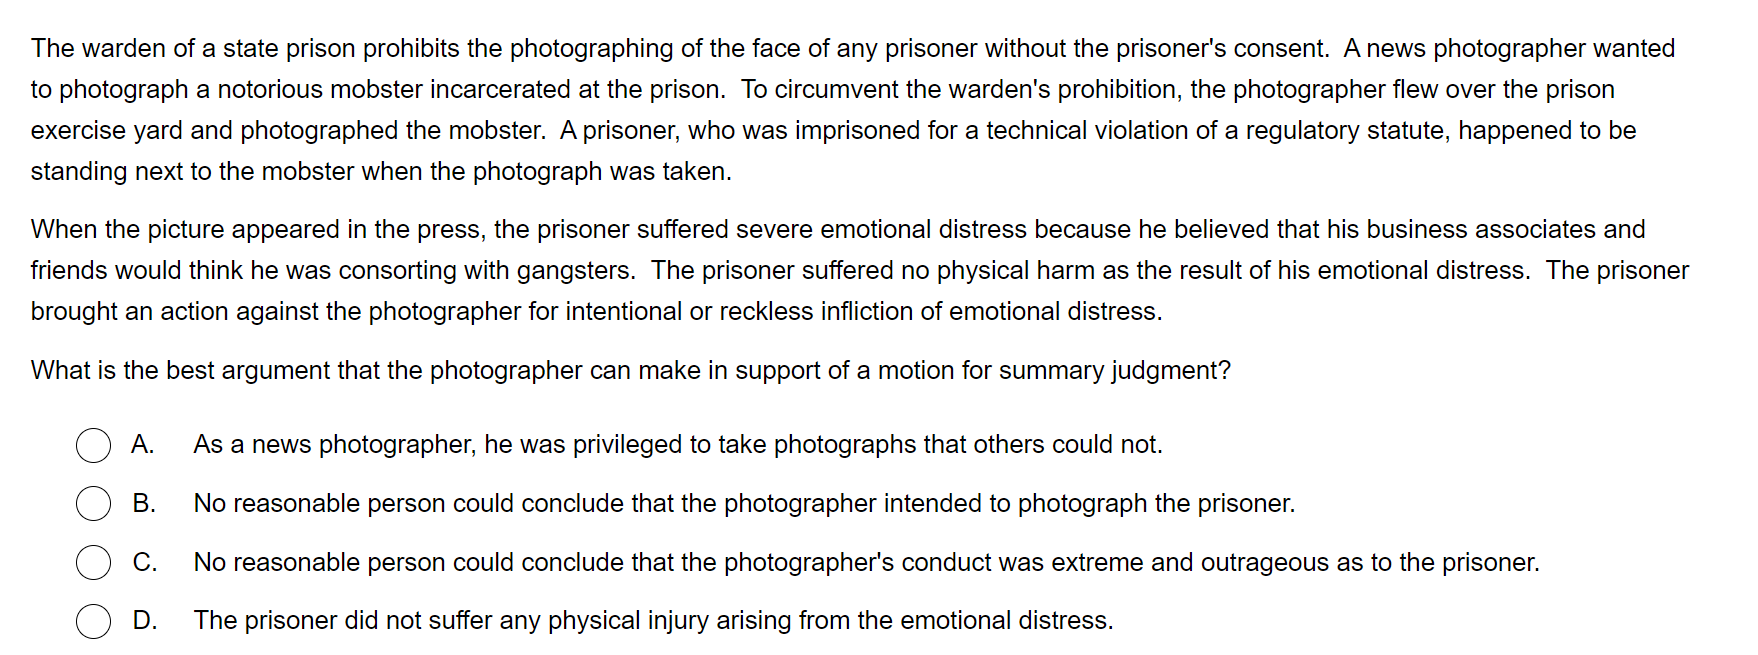 The warden of a state prison prohibits the photographing of the face of any prisoner without the prisoner's consent.  A news photographer wanted
to photograph a notorious mobster incarcerated at the prison.  To circumvent the warden's prohibition, the photographer flew over the prison
exercise yard and photographed the mobster.  A prisoner, who was imprisoned for a technical violation of a regulatory statute, happened to be
standing next to the mobster when the photograph was taken.
When the picture appeared in the press, the prisoner suffered severe emotional distress because he believed that his business associates and
friends would think he was consorting with gangsters.  The prisoner suffered no physical harm as the result of his emotional distress.  The prisoner
brought an action against the photographer for intentional or reckless infliction of emotional distress.
What is the best argument that the photographer can make in support of a motion for summary judgment?
A. As a news photographer, he was privileged to take photographs that others could not.
B. No reasonable person could conclude that the photographer intended to photograph the prisoner.
C. No reasonable person could conclude that the photographer's conduct was extreme and outrageous as to the prisoner.
D. The prisoner did not suffer any physical injury arising from the emotional distress.